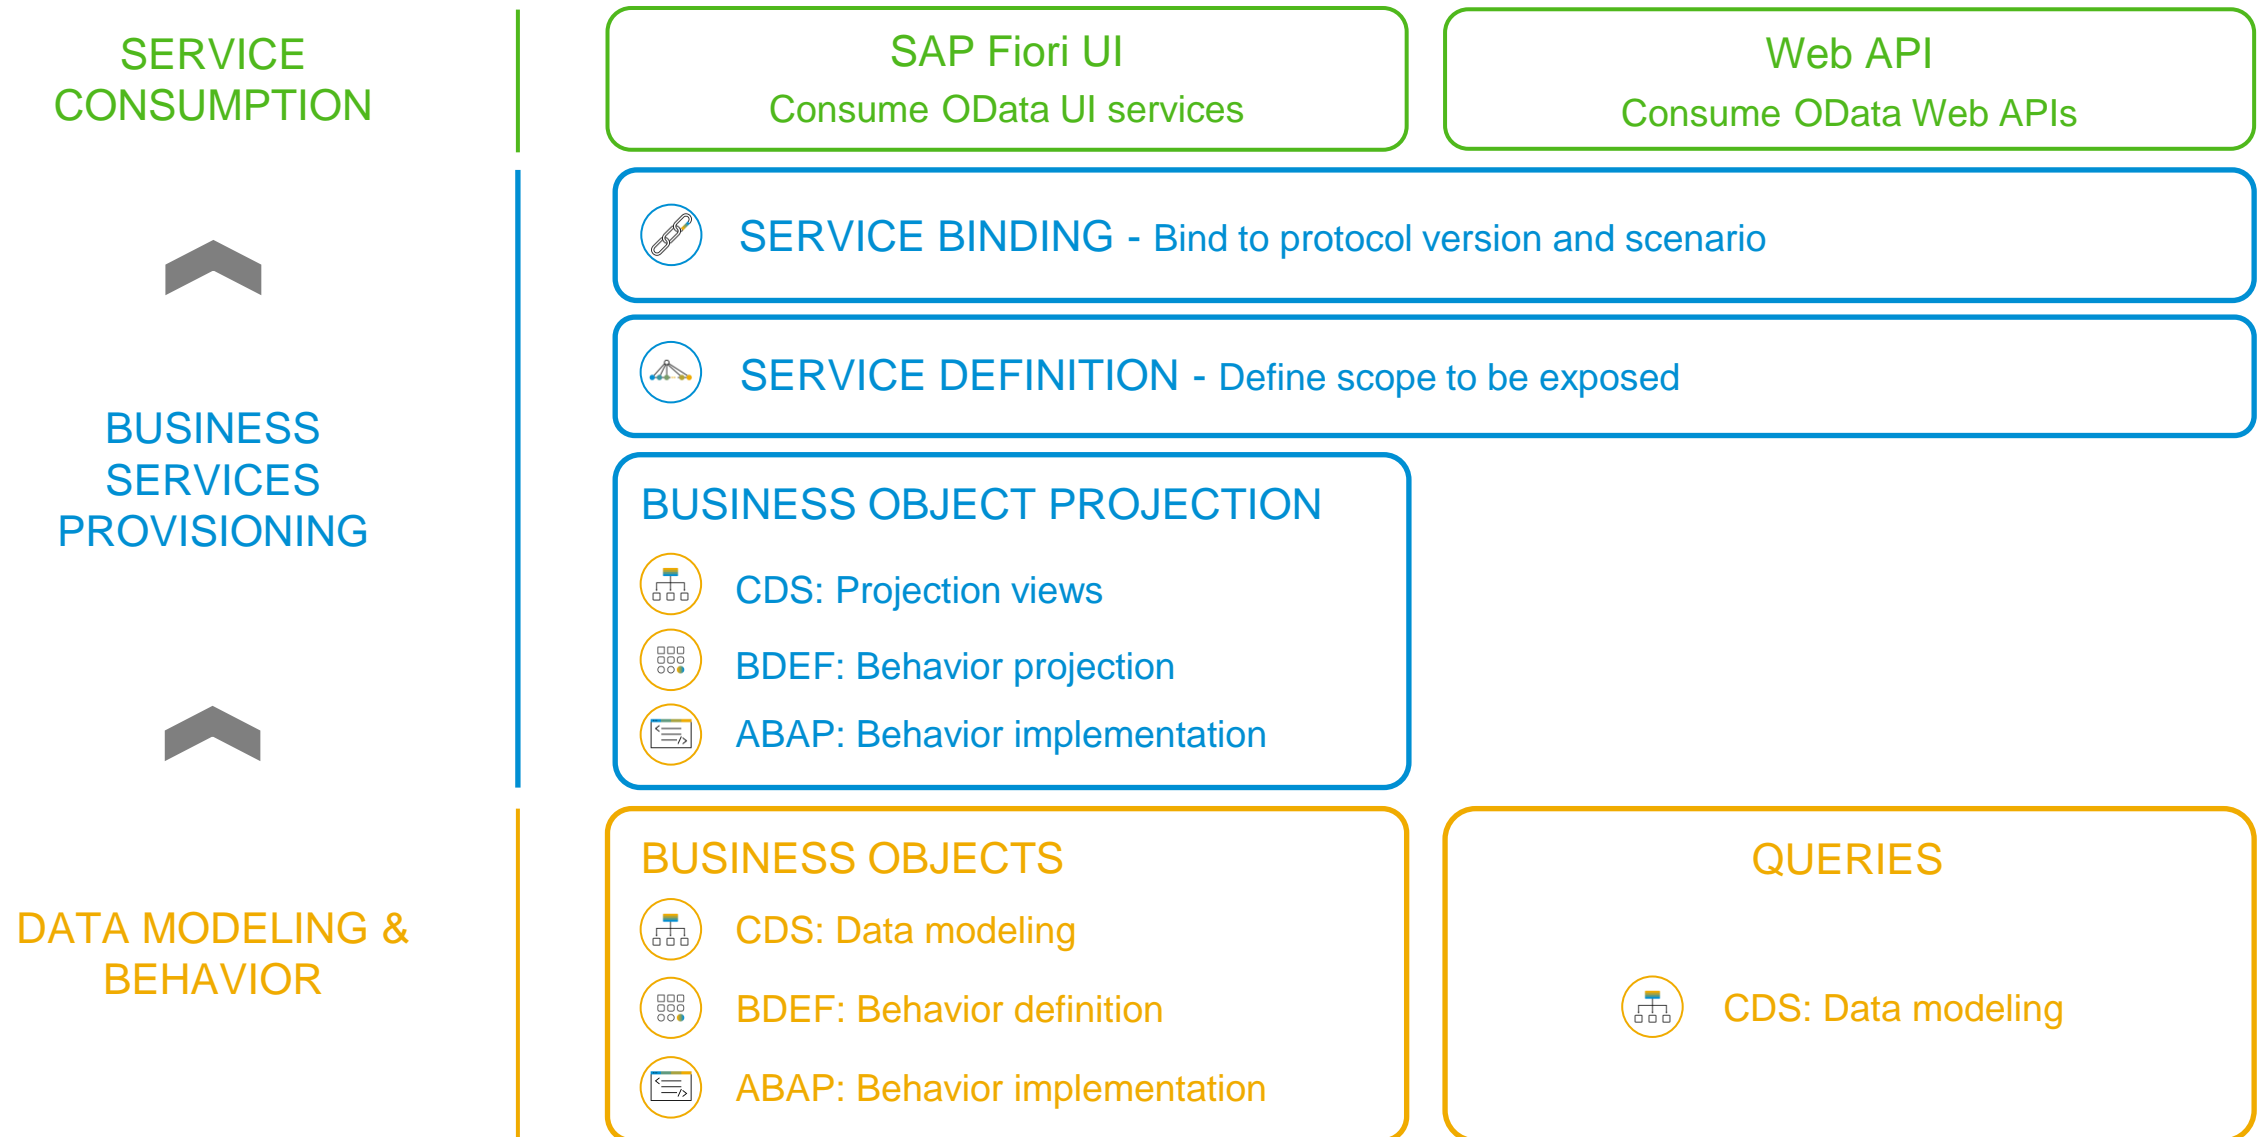 SERVICE
CONSUMPTION
SAP Fiori UI
Consume OData UI services
Web API
Consume OData Web APIs
SERVICE BINDING - Bind to protocol version and scenario
SERVICE DEFINITION - Define scope to be exposed
BUSINESS
SERVICES
PROVISIONING
BUSINESS OBJECT PROJECTION
CDS: Projection views
BDEF: Behavior projection
ABAP: Behavior implementation
DATA MODELING &
BEHAVIOR
BUSINESS OBJECTS
CDS: Data modeling
BDEF: Behavior definition
ABAP: Behavior implementation
QUERIES
CDS: Data modeling